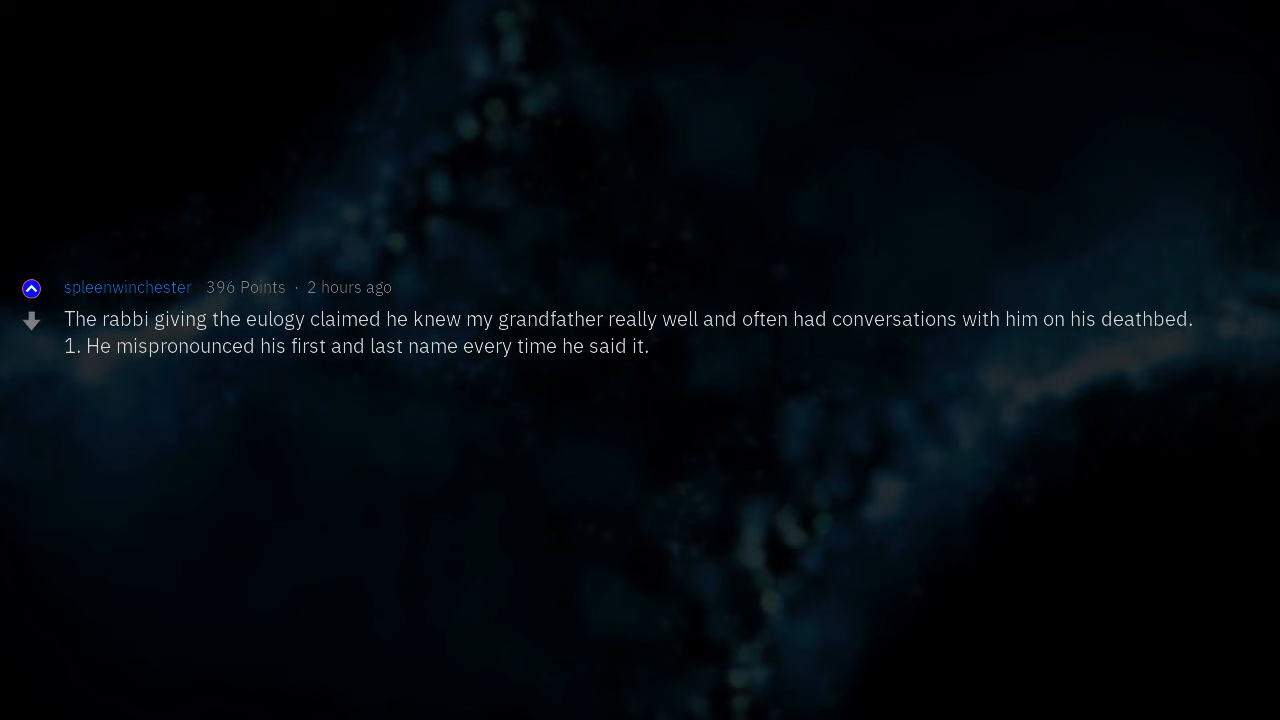 spleenwinchester 396 Points · 2 hours ago
The rabbi giving the eulogy claimed he knew my grandfather really well and often had conversations with him on his deathbed.
1. He mispronounced his first and last name every time he said it.